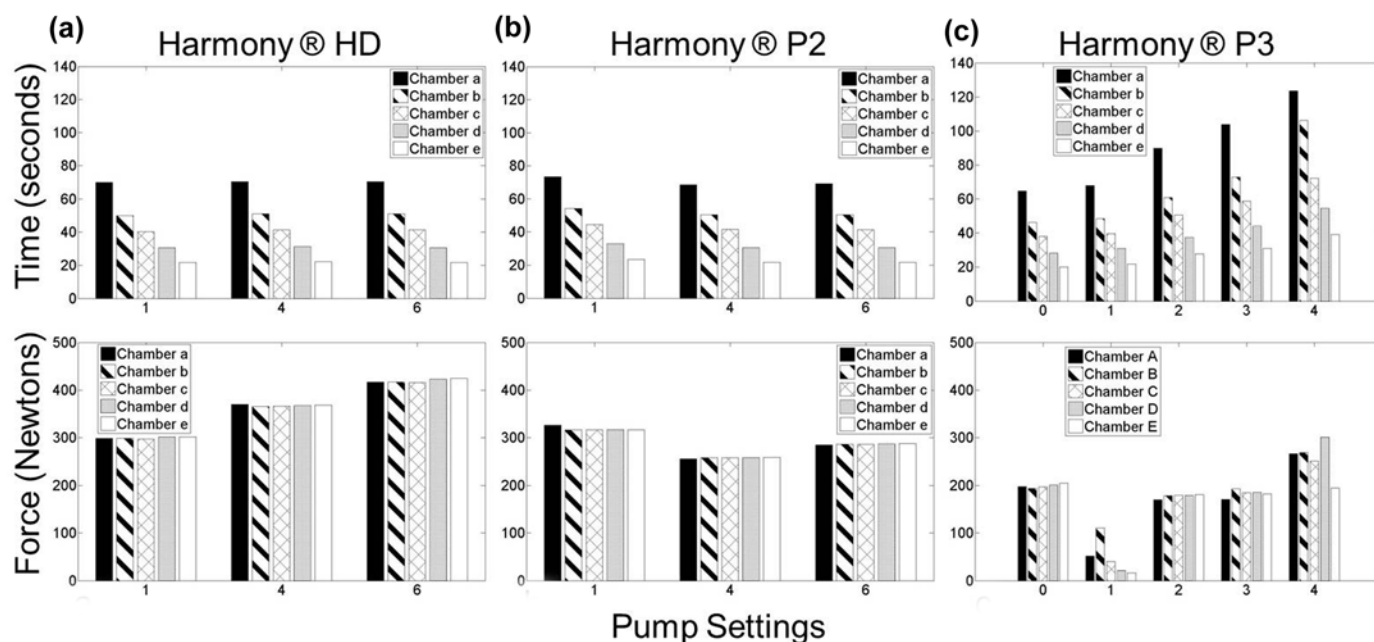 (a) Harmony ® HD
(b) Harmony ® P2
(c) Harmony ® P3
Time (seconds)
140
120
100
80
60
40
20
0
Chamber a
Chamber b
Chamber c
Chamber d
Chamber e
1 4 6
140
120
100
80
60
40
20
0
Chamber a
Chamber b
Chamber c
Chamber d
Chamber e
1 4 6
140
120
100
80
60
40
20
0
Chamber a
Chamber b
Chamber c
Chamber d
Chamber e
0 1 2 3 4
Force (Newtons)
500
400
300
200
100
0
Chamber a
Chamber b
Chamber c
Chamber d
Chamber e
1 4 6
500
400
300
200
100
0
Chamber a
Chamber b
Chamber c
Chamber d
Chamber e
1 4 6
500
400
300
200
100
0
Chamber A
Chamber B
Chamber C
Chamber D
Chamber E
0 1 2 3 4
Pump Settings